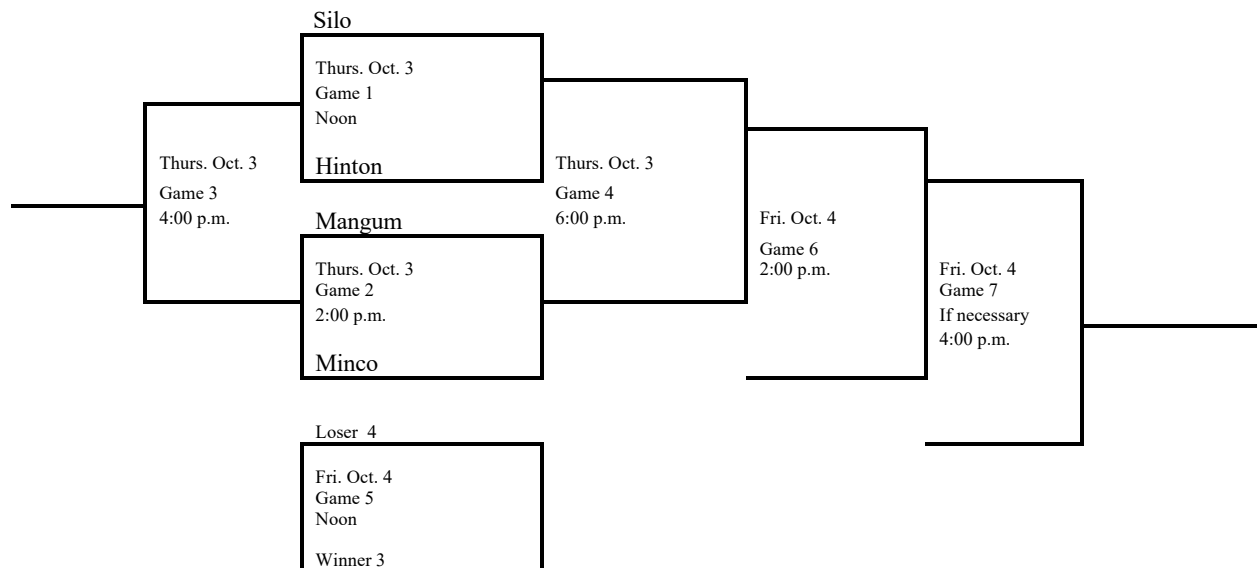 Silo
Thurs. Oct. 3
Game 1
Noon
Hinton
Thurs. Oct. 3
Game 3
4:00 p.m.
Thurs. Oct. 3
Game 4
6:00 p.m.
Mangum
Thurs. Oct. 3
Game 2
2:00 p.m.
Minco
Fri. Oct. 4
Game 6
2:00 p.m.
Fri. Oct. 4
Game 7
If necessary
4:00 p.m.
Loser  4
Fri. Oct. 4
Game 5
Noon
Winner 3